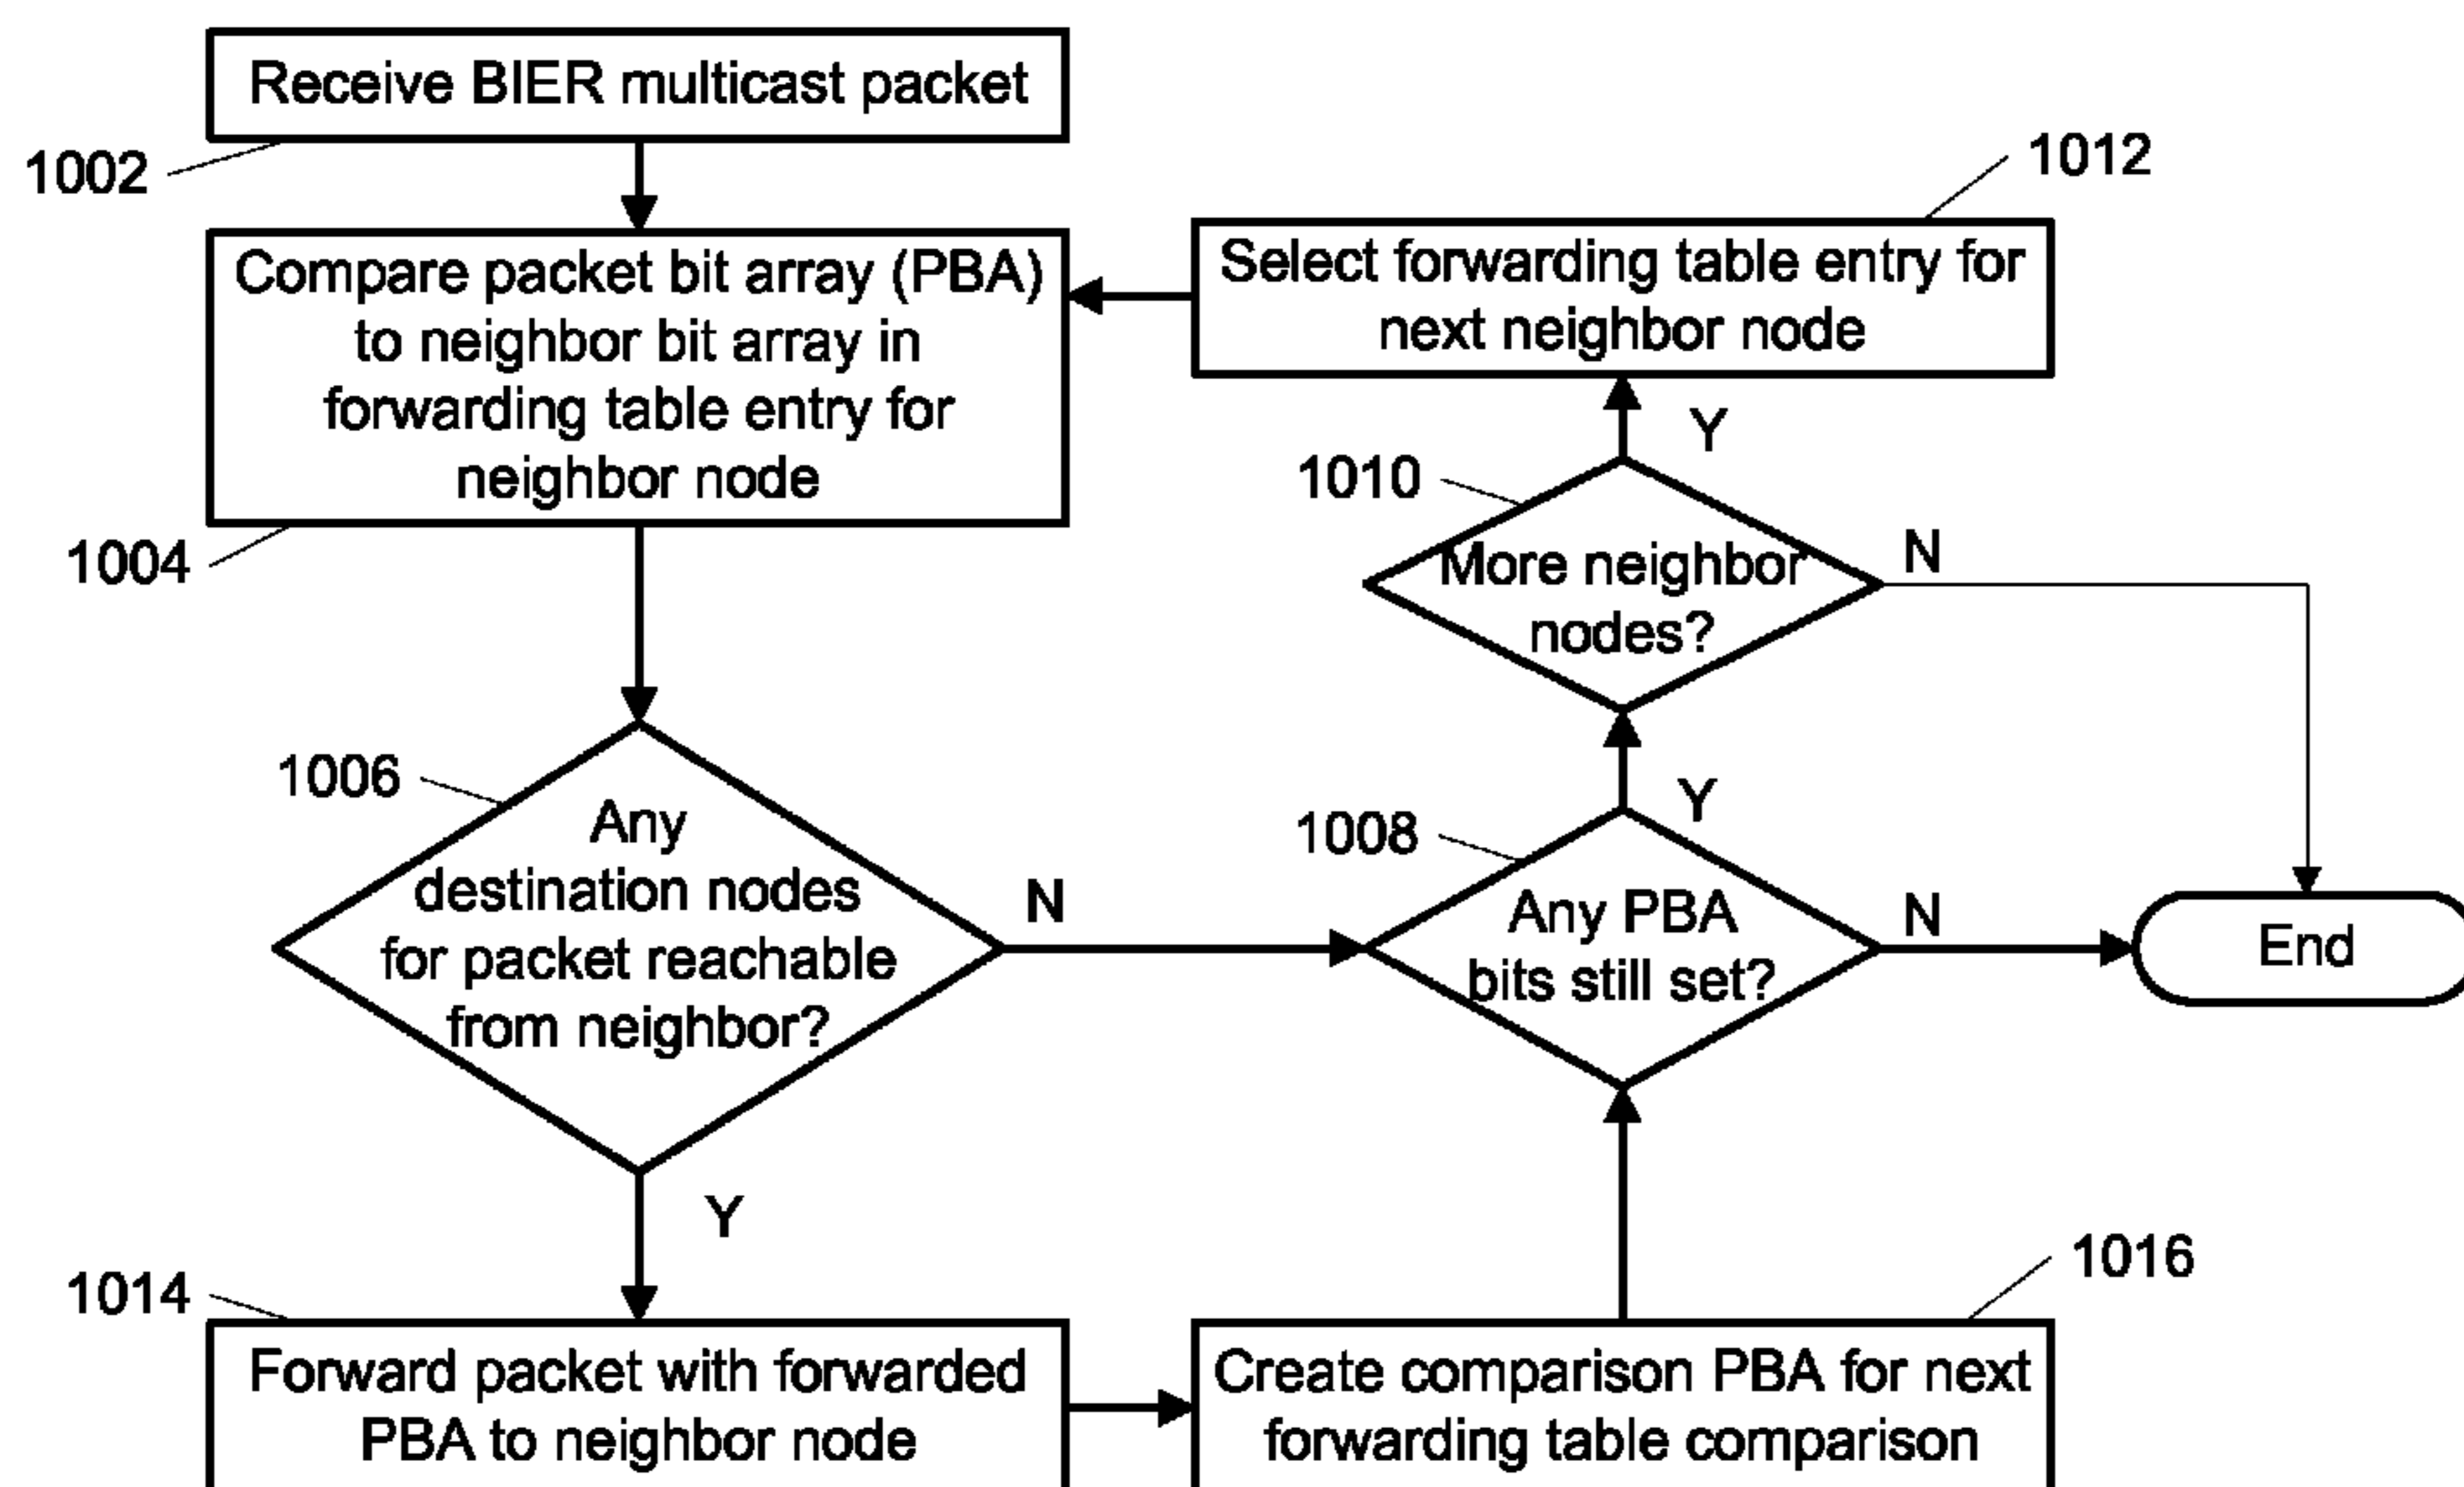 Receive BIER multicast packet
1002
1012
Compare packet bit array (PBA)
to neighbor bit array in
forwarding table entry for
neighbor node
1004
Select forwarding table entry for
next neighbor node
Y
1010
More neighbor
nodes?
N
1006
Any
destination nodes
for packet reachable
from neighbor?
N
Y
1008
Any PBA
bits still set?
N
End
Y
1014
1016
Forward packet with forwarded
PBA to neighbor node
Create comparison PBA for next
forwarding table comparison